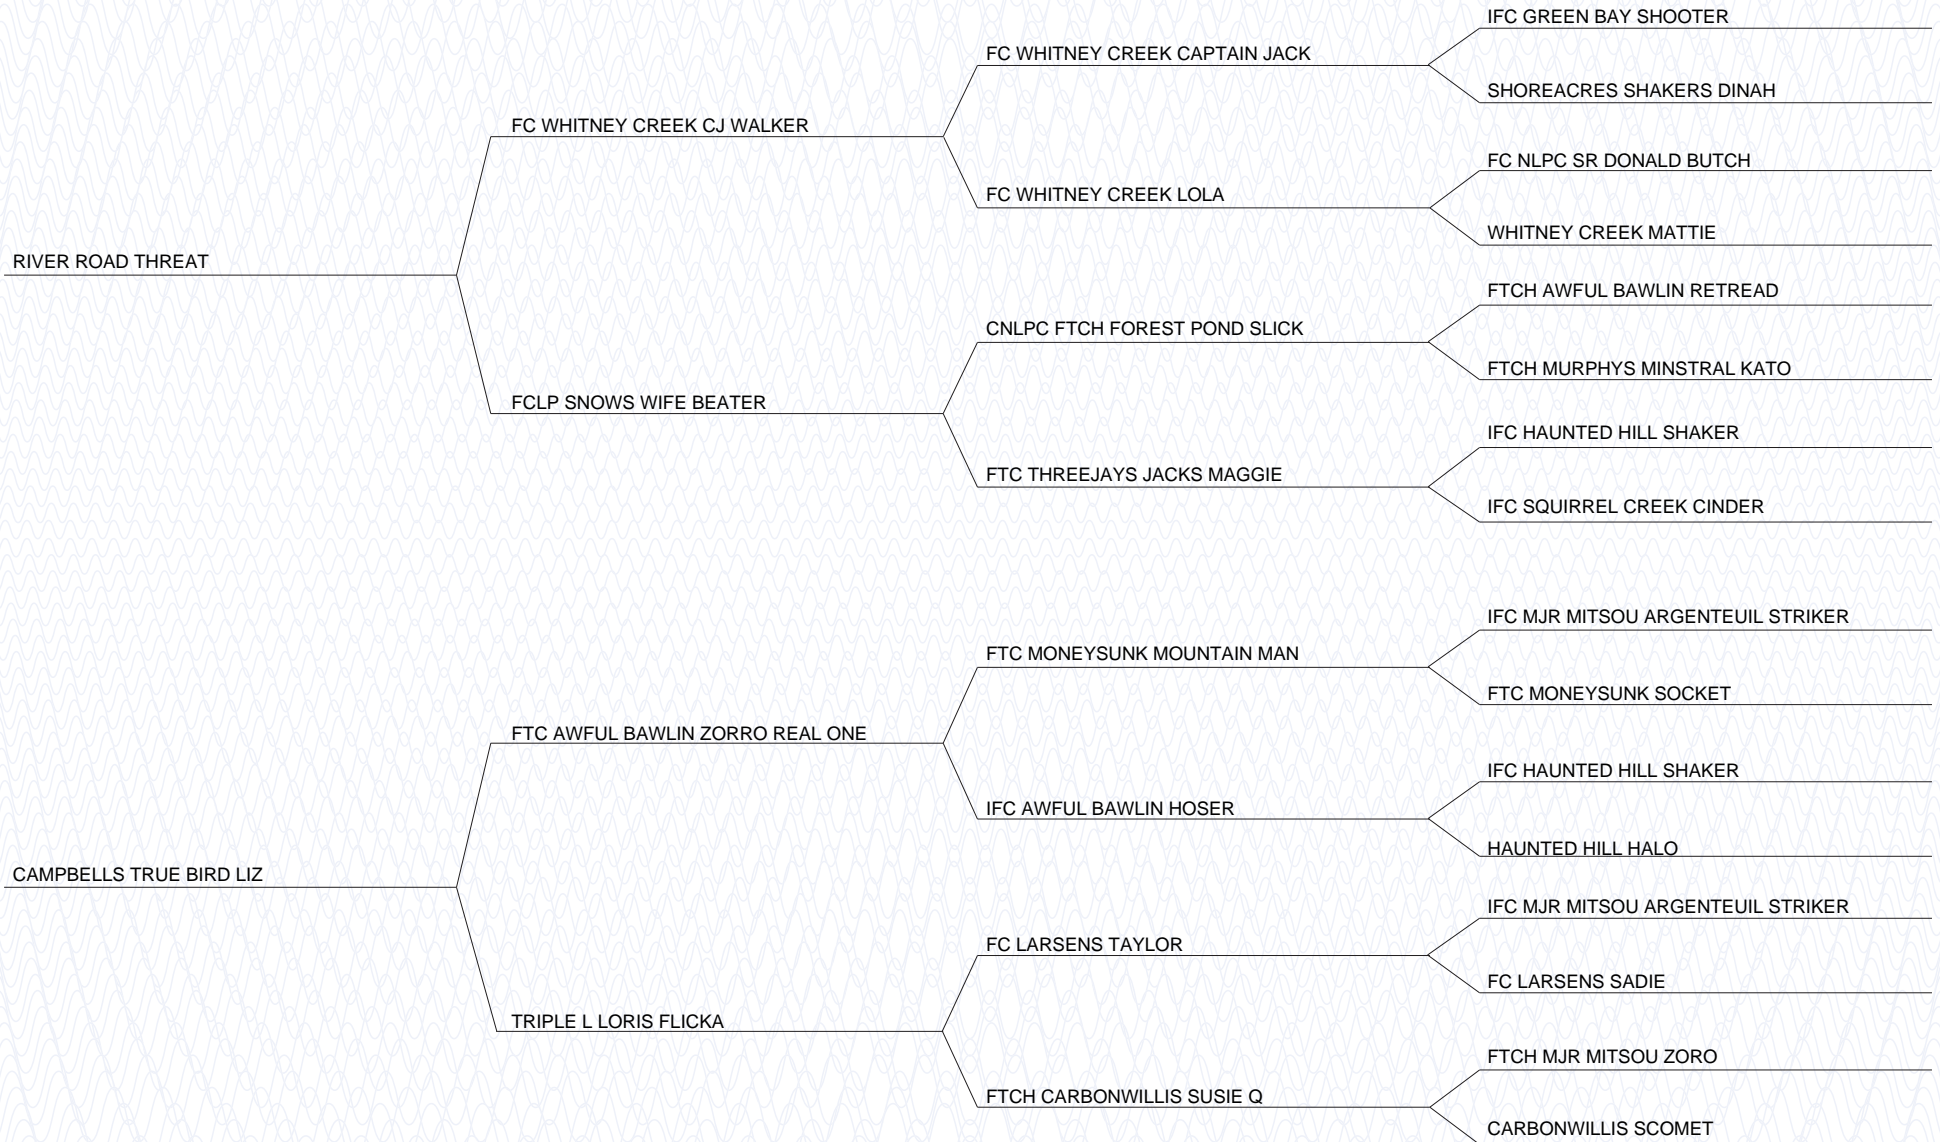 IFC GREEN BAY SHOOTER
FC WHITNEY CREEK CAPTAIN JACK
SHOREACRES SHAKERS DINAH
FC WHITNEY CREEK CJ WALKER
FC NLPC SR DONALD BUTCH
FC WHITNEY CREEK LOLA
WHITNEY CREEK MATTIE
RIVER ROAD THREAT
FTCH AWFUL BAWLIN RETREAD
CNLPC FTCH FOREST POND SLICK
FTCH MURPHYS MINSTRAL KATO
FCLP SNOWS WIFE BEATER
IFC HAUNTED HILL SHAKER
FTC THREEJAYS JACKS MAGGIE
IFC SQUIRREL CREEK CINDER
IFC MJR MITSOU ARGENTEUIL STRIKER
FTC MONEYSUNK MOUNTAIN MAN
FTC MONEYSUNK SOCKET
FTC AWFUL BAWLIN ZORRO REAL ONE
IFC HAUNTED HILL SHAKER
IFC AWFUL BAWLIN HOSER
HAUNTED HILL HALO
CAMPBELLS TRUE BIRD LIZ
IFC MJR MITSOU ARGENTEUIL STRIKER
FC LARSENS TAYLOR
FC LARSENS SADIE
TRIPLE L LORIS FLICKA
FTCH MJR MITSOU ZORO
FTCH CARBONWILLIS SUSIE Q
CARBONWILLIS SCOMET